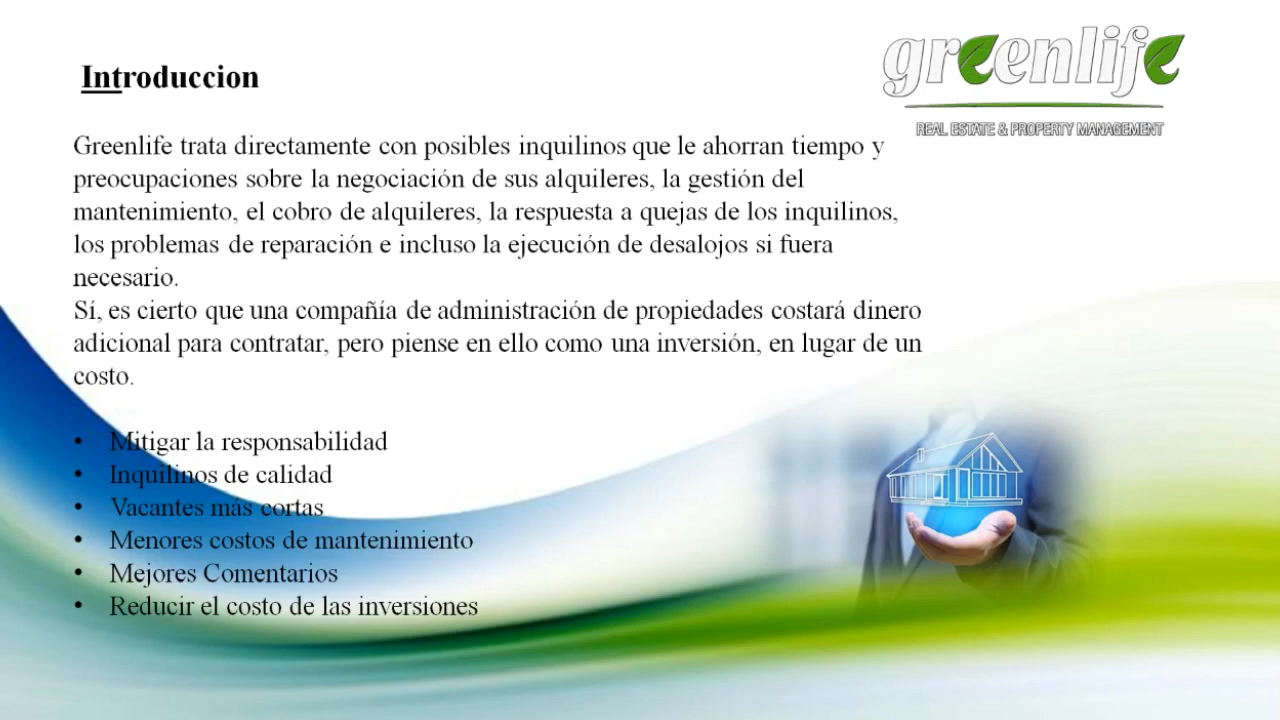 greenlife
REAL ESTATE & PROPERTY MANAGEMENT
Introduccion
Greenlife trata directamente con posibles inquilinos que le ahorran tiempo y
preocupaciones sobre la negociación de sus alquileres, la gestión del
mantenimiento, el cobro de alquileres, la respuesta a quejas de los inquilinos,
los problemas de reparación e incluso la ejecución de desalojos si fuera
necesario.
Sí, es cierto que una compañía de administración de propiedades costará dinero
adicional para contratar, pero piense en ello como una inversión, en lugar de un
costo.
• Mitigar la responsabilidad
• Inquilinos de calidad
• Vacantes más cortas
• Menores costos de mantenimiento
• Mejores Comentarios
• Reducir el costo de las inversiones